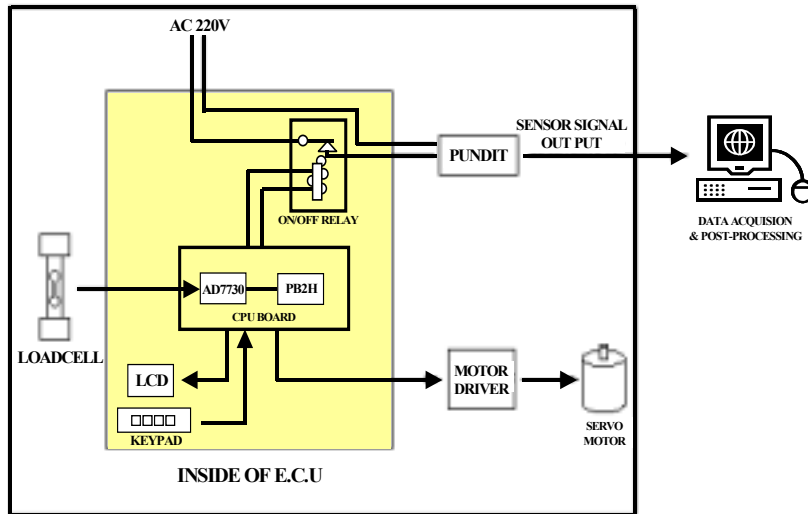 AC 220V
SENSOR SIGNAL
OUT PUT
PUNDIT
ON/OFF RELAY
DATA ACQUISION
& POST-PROCESSING
AD7730
PB2H
CPU BOARD
LOADCELL
LCD
MOTOR
DRIVER
KEYPAD
SERVO
MOTOR
INSIDE OF E.C.U